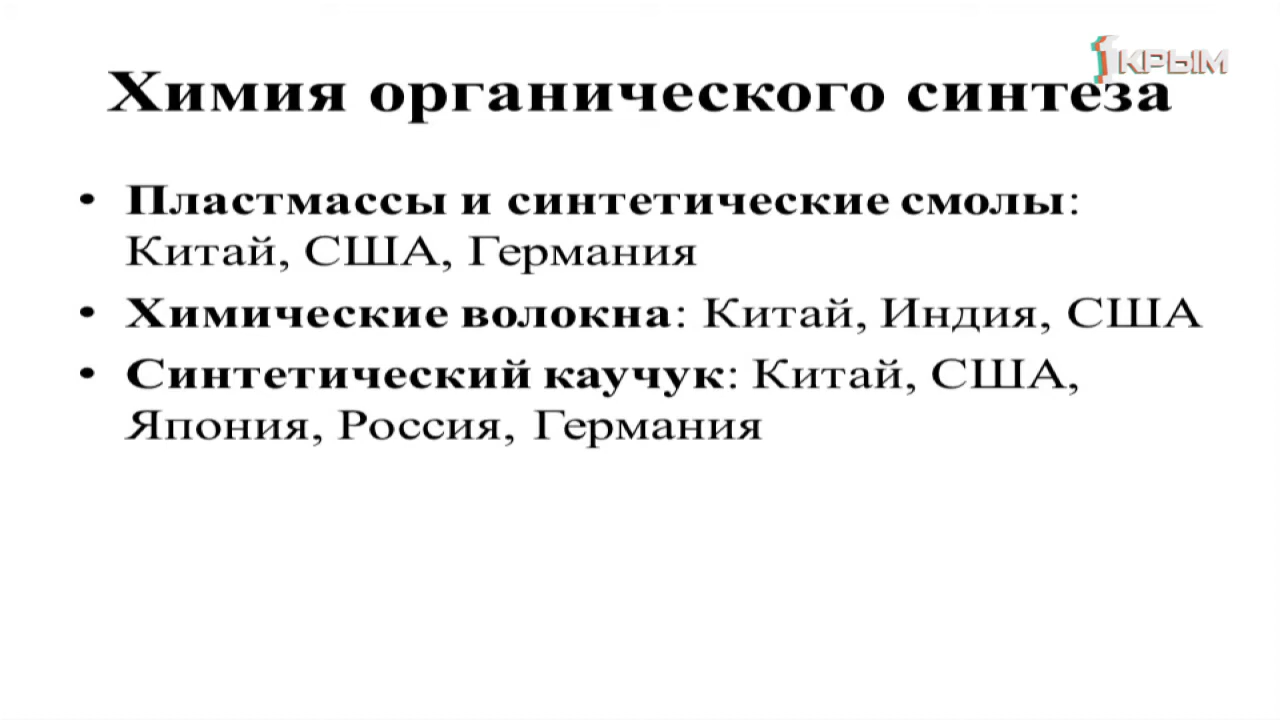 1КРЫМ
Химия органического синтеза
• Пластмассы и синтетические смолы:
Китай, США, Германия
• Химические волокна: Китай, Индия, США
• Синтетический каучук: Китай, США,
Япония, Россия, Германия